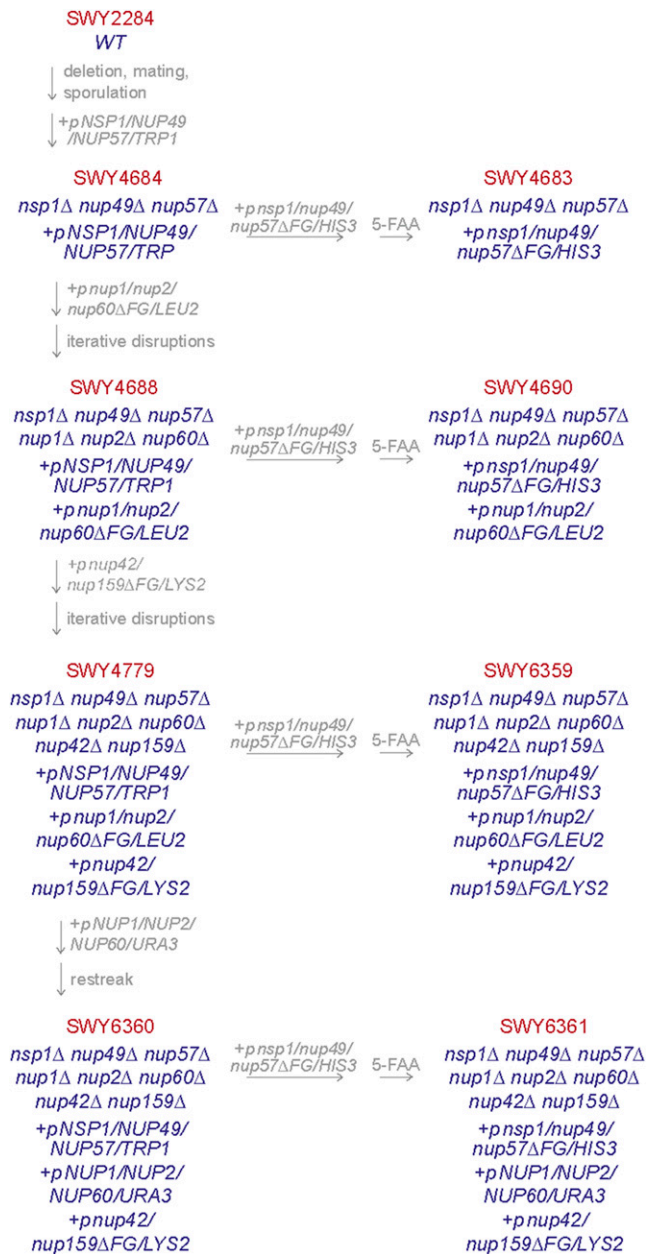 SWY2284
WT
deletion, mating,
sporulation
+pNSP1/NUP49
/NUP57/TRP1
SWY4684
nsp1Δ nup49Δ nup57Δ
+pNSP1/NUP49/
NUP57/TRP
+pnsp1/nup49/
nup57ΔFG/HIS3
5-FAA
SWY4683
nsp1Δ nup49Δ nup57Δ
+pnsp1/nup49/
nup57ΔFG/HIS3
+pnup1/nup2/
nup60ΔFG/LEU2
iterative disruptions
SWY4688
nsp1Δ nup49Δ nup57Δ
nup1Δ nup2Δ nup60Δ
+pNSP1/NUP49/
NUP57/TRP1
+pnup1/nup2/
nup60ΔFG/LEU2
+pnsp1/nup49/
nup57ΔFG/HIS3
5-FAA
SWY4690
nsp1Δ nup49Δ nup57Δ
nup1Δ nup2Δ nup60Δ
+pnsp1/nup49/
nup57ΔFG/HIS3
+pnup1/nup2/
nup60ΔFG/LEU2
+pnup42/
nup159ΔFG/LYS2
iterative disruptions
SWY4779
nsp1Δ nup49Δ nup57Δ
nup1Δ nup2Δ nup60Δ
nup42Δ nup159Δ
+pNSP1/NUP49/
NUP57/TRP1
+pnup1/nup2/
nup60ΔFG/LEU2
+pnup42/
nup159ΔFG/LYS2
+pnsp1/nup49/
nup57ΔFG/HIS3
5-FAA
SWY6359
nsp1Δ nup49Δ nup57Δ
nup1Δ nup2Δ nup60Δ
nup42Δ nup159Δ
+pnsp1/nup49/
nup57ΔFG/HIS3
+pnup1/nup2/
nup60ΔFG/LEU2
+pnup42/
nup159ΔFG/LYS2
+pNUP1/NUP2/
NUP60/URA3
restreak
SWY6360
nsp1Δ nup49Δ nup57Δ
nup1Δ nup2Δ nup60Δ
nup42Δ nup159Δ
+pNSP1/NUP49/
NUP57/TRP1
+pNUP1/NUP2/
NUP60/URA3
+pnup42/
nup159ΔFG/LYS2
+pnsp1/nup49/
nup57ΔFG/HIS3
5-FAA
SWY6361
nsp1Δ nup49Δ nup57Δ
nup1Δ nup2Δ nup60Δ
nup42Δ nup159Δ
+pnsp1/nup49/
nup57ΔFG/HIS3
+pNUP1/NUP2/
NUP60/URA3
+pnup42/
nup159ΔFG/LYS2